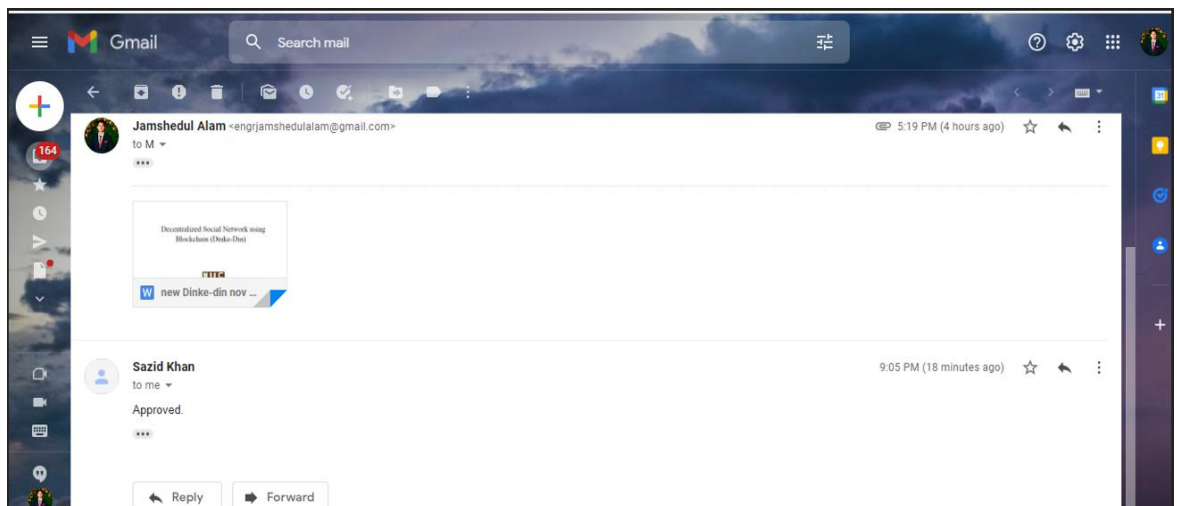 Gmail
Search mail
Jamshedul Alam <engrjamshedulalam@gmail.com>
5:19 PM (4 hours ago)
to M
164
31
Decentralized Social Network using
Blockchain (Dinke-Din)
W new Dinke-din nov ...
Sazid Khan
9:05 PM (18 minutes ago)
to me
Approved.
Reply
Forward